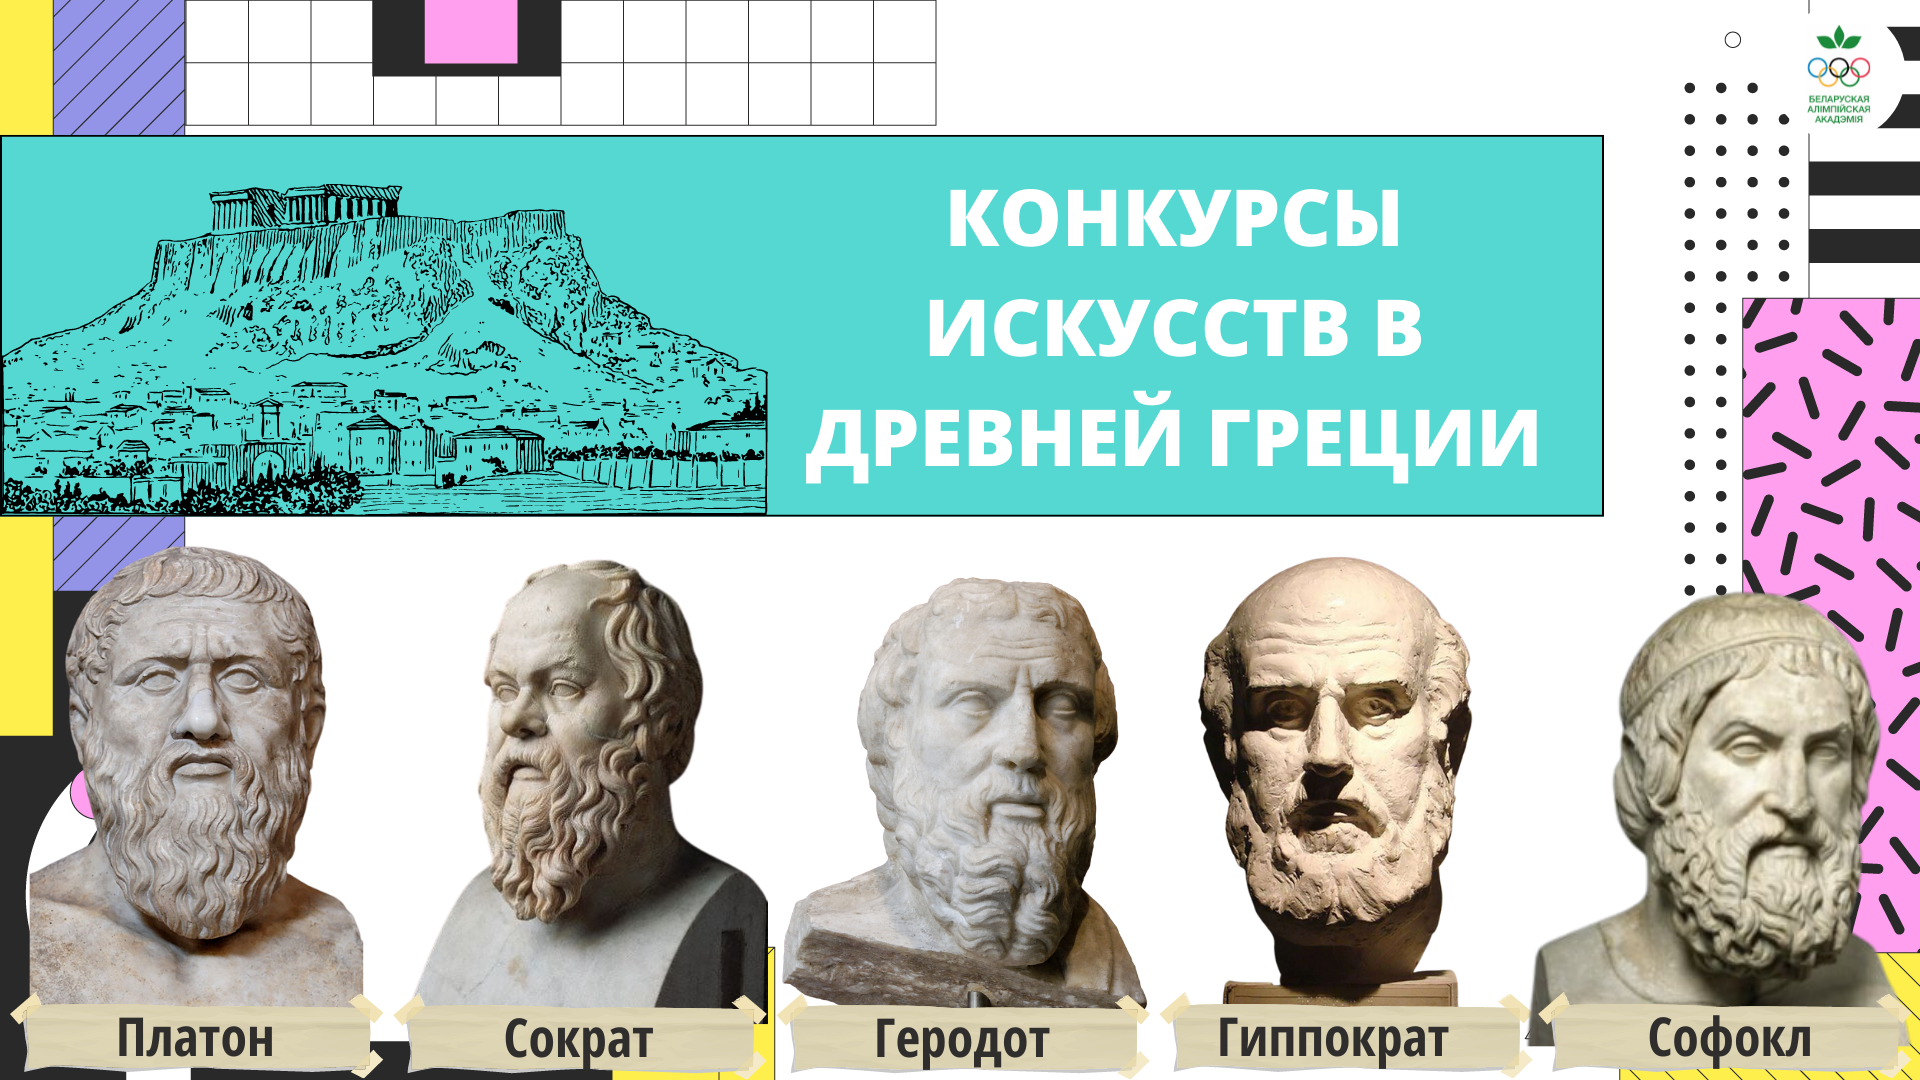 БЕЛАРУСКАЯ
АЛІМПІЙСКАЯ
АКАДЭМІЯ
КОНКУРСЫ
ИСКУССТВ В
ДРЕВНЕЙ ГРЕЦИИ
Платон
Сократ
Геродот
Гиппократ
Софокл